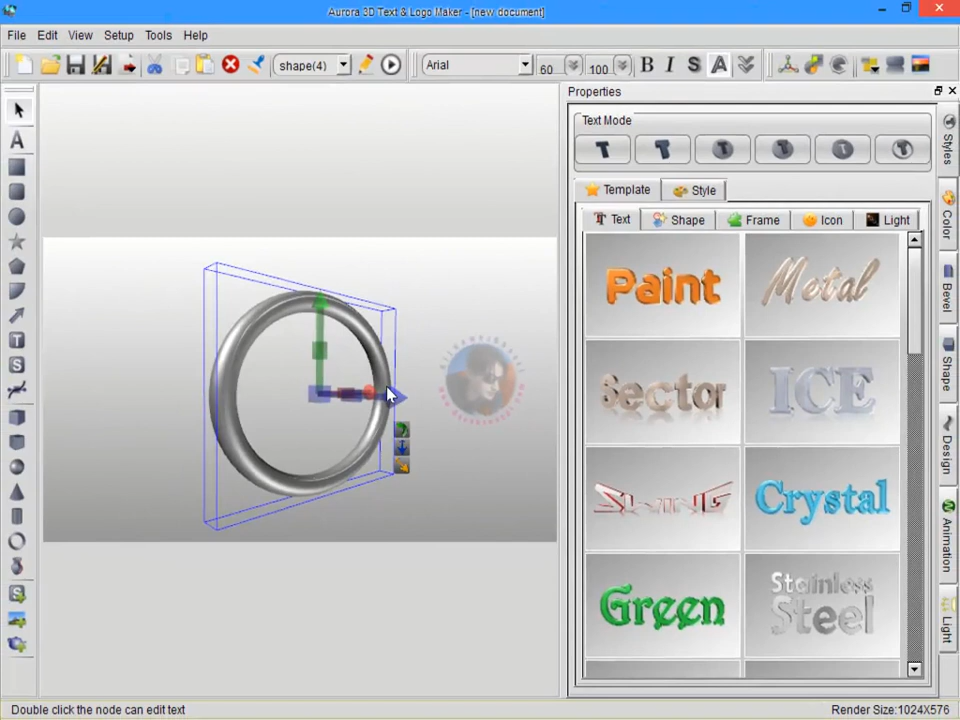 Aurora 3D Text & Logo Maker - [new document]
File Edit View Setup Tools Help
shape(4) Arial 60 100 B I S A
Properties
Text Mode
Template Style
Text Shape Frame Icon Light
Paint Metal
Sector ICE
SWING Crystal
Green Stainless Steel
Styles
Color
Bevel
Shape
Design
Animation
Light
Double click the node can edit text Render Size:1024X576